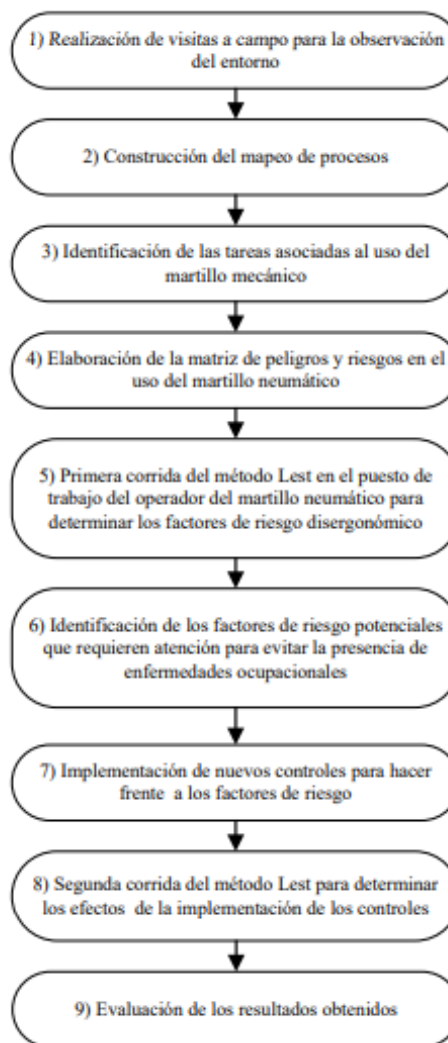 1) Realización de visitas a campo para la observación
del entorno
2) Construcción del mapeo de procesos
3) Identificación de las tareas asociadas al uso del
martillo mecánico
4) Elaboración de la matriz de peligros y riesgos en el
uso del martillo neumático
5) Primera corrida del método Lest en el puesto de
trabajo del operador del martillo neumático para
determinar los factores de riesgo disergonómico
6) Identificación de los factores de riesgo potenciales
que requieren atención para evitar la presencia de
enfermedades ocupacionales
7) Implementación de nuevos controles para hacer
frente a los factores de riesgo
8) Segunda corrida del método Lest para determinar
los efectos de la implementación de los controles
9) Evaluación de los resultados obtenidos